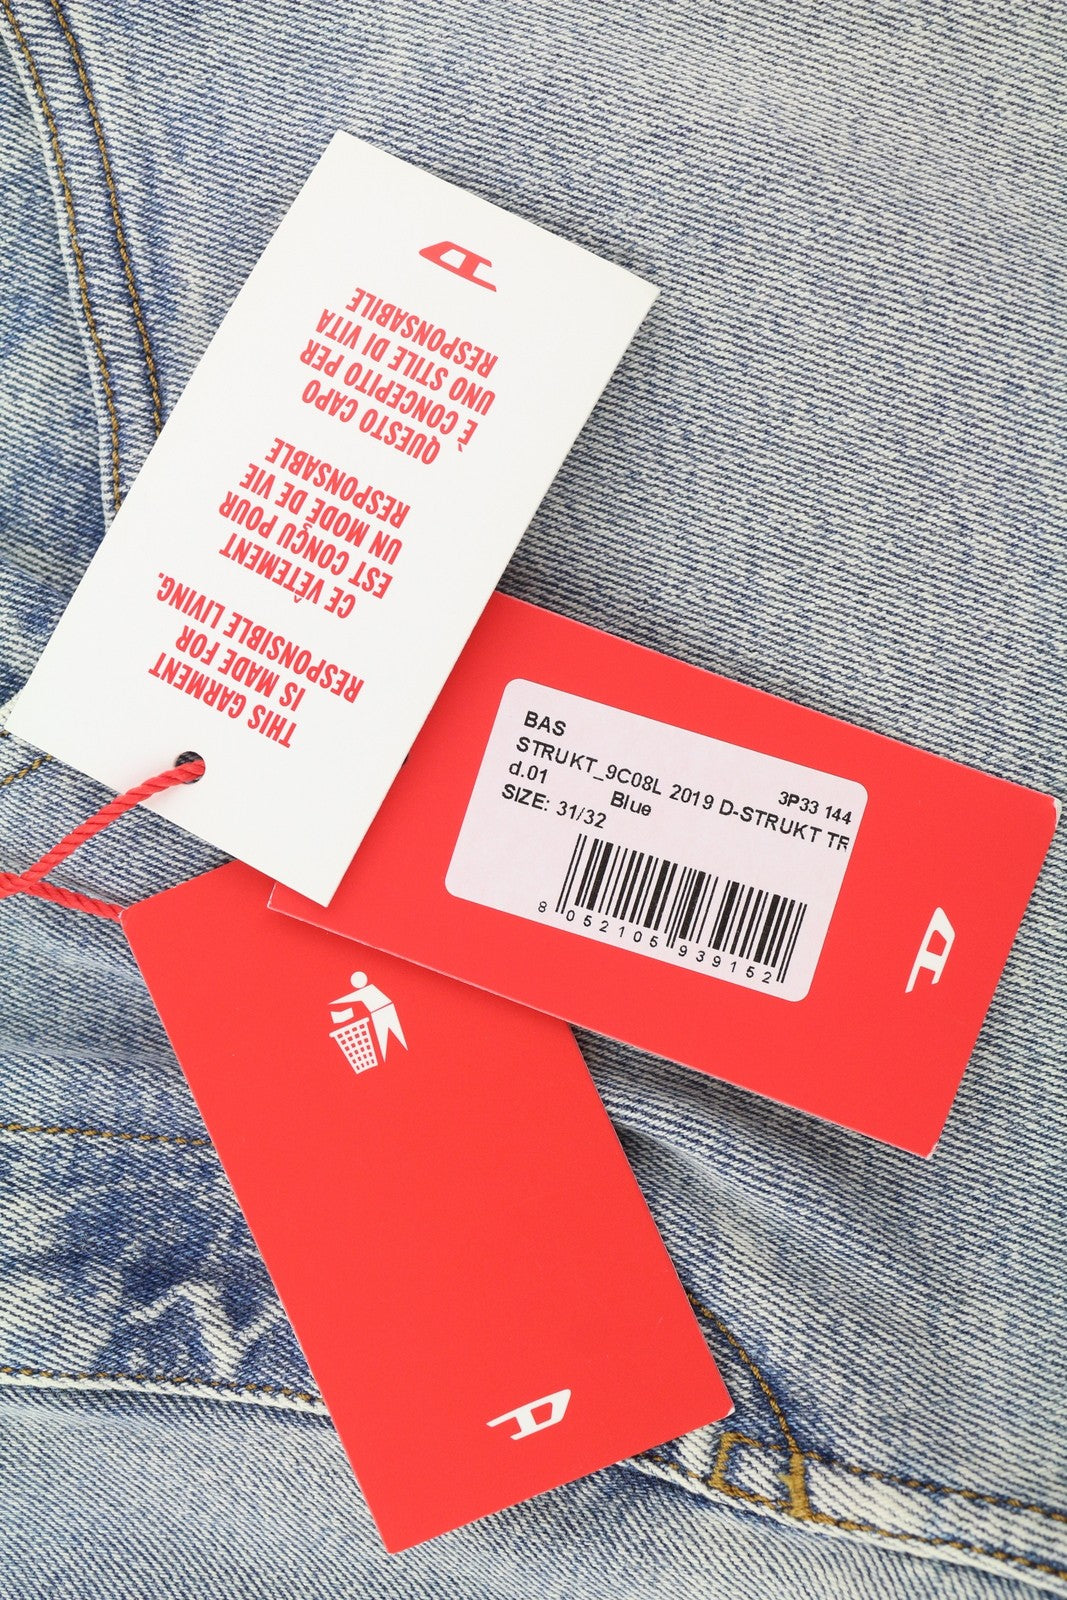 THIS GARMENT
IS MADE FOR
RESPONSIBLE LIVING.
CE VÊTEMENT
EST CONÇU POUR
UN MODE DE VIE
RESPONSABLE
QUESTO CAPO
È CONCEPITO PER
UNO STILE DI VITA
RESPONSABILE
BAS
3P33 144
STRUKT_9C08L 2019 D-STRUKT TR
d.01 Blue
SIZE: 31/32
8 052105 939152